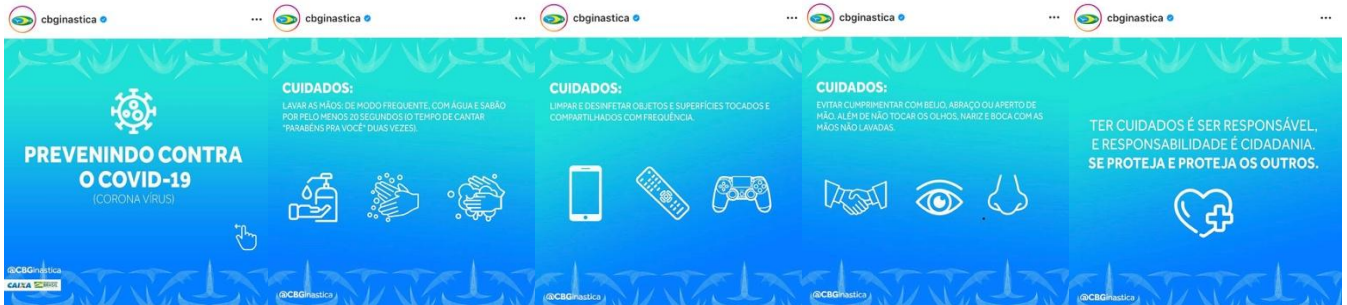 cbginastica
PREVENINDO CONTRA
O COVID-19
(CORONA VÍRUS)
@CBGinastica
CAIXA
cbginastica
CUIDADOS:
LAVAR AS MÃOS: DE MODO FREQUENTE, COM ÁGUA E SABÃO
POR PELO MENOS 20 SEGUNDOS (O TEMPO DE CANTAR
"PARABÉNS PRA VOCÊ" DUAS VEZES).
@CBGinastica
cbginastica
CUIDADOS:
LIMPAR E DESINFETAR OBJETOS E SUPERFÍCIES TOCADOS E
COMPARTILHADOS COM FREQUÊNCIA.
@CBGinastica
cbginastica
CUIDADOS:
EVITAR CUMPRIMENTAR COM BEIJO, ABRAÇO OU APERTO DE
MÃO. ALÉM DE NÃO TOCAR OS OLHOS, NARIZ E BOCA COM AS
MÃOS NÃO LAVADAS.
@CBGinastica
cbginastica
TER CUIDADOS É SER RESPONSÁVEL,
E RESPONSABILIDADE É CIDADANIA.
SE PROTEJA E PROTEJA OS OUTROS.
@CBGinastica